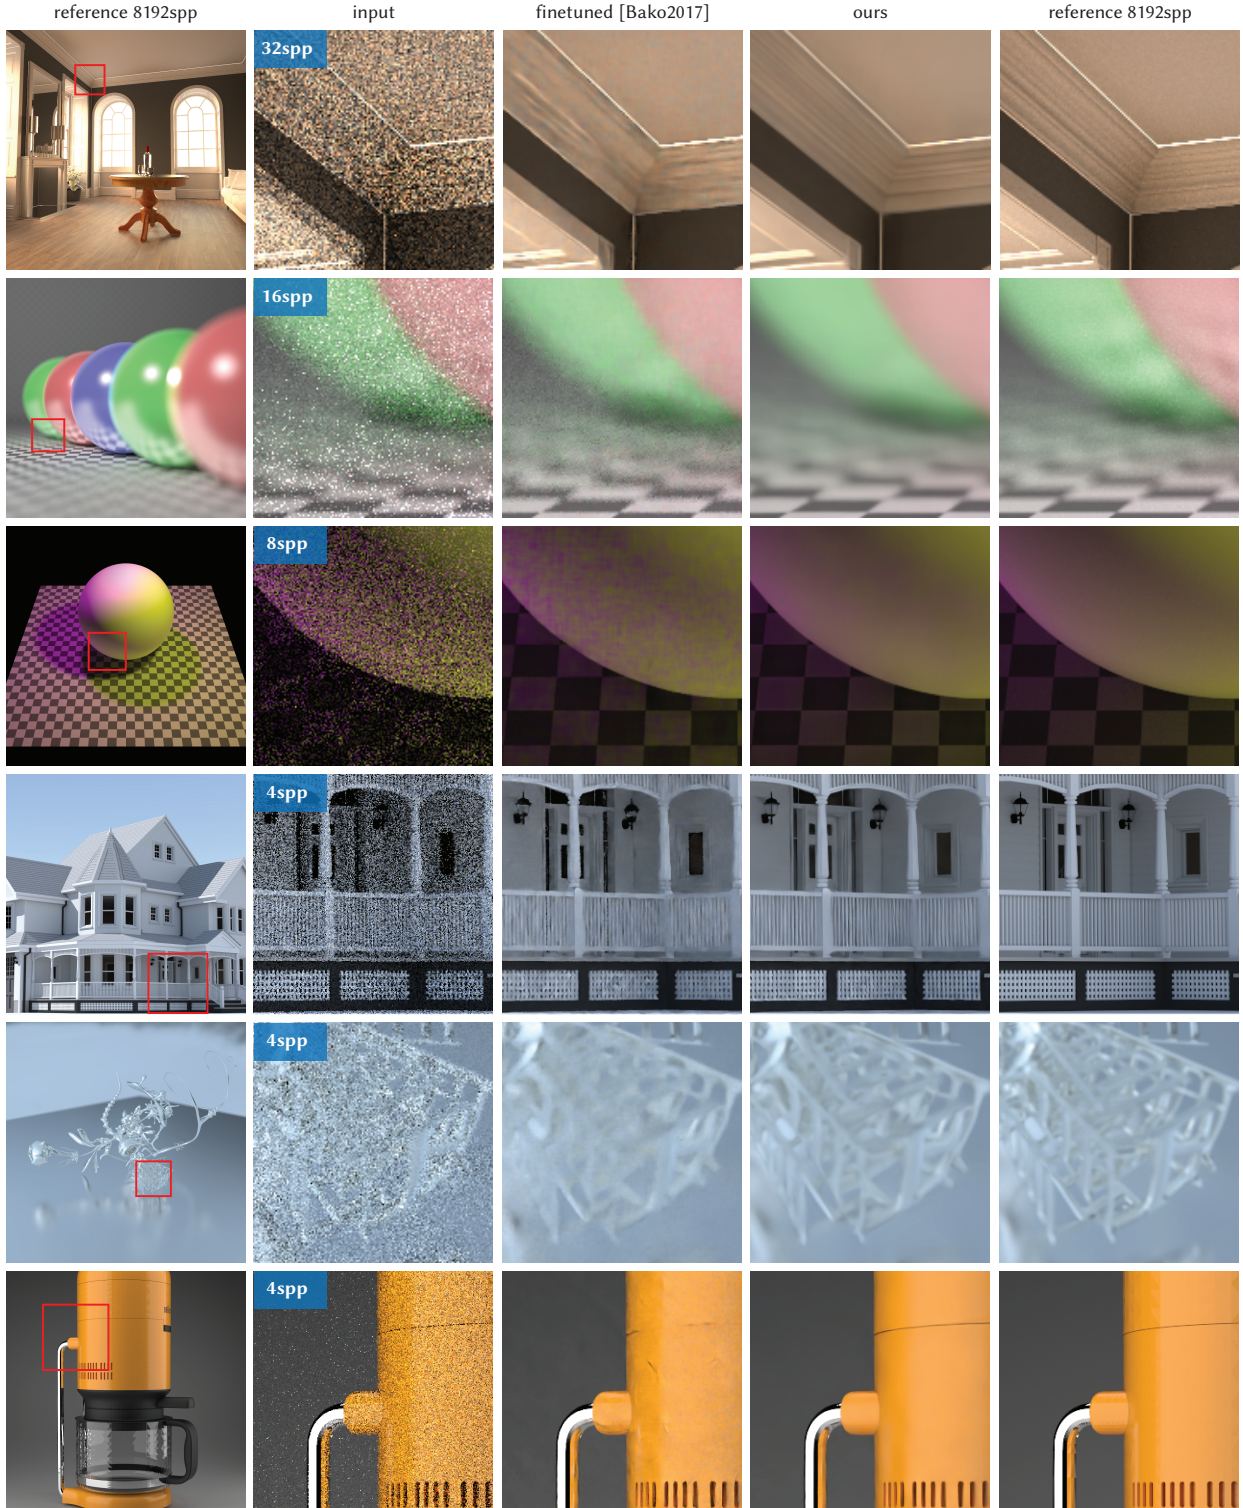 reference 8192spp input finetuned [Bako2017] ours reference 8192spp
32spp
16spp
8spp
4spp
4spp
4spp